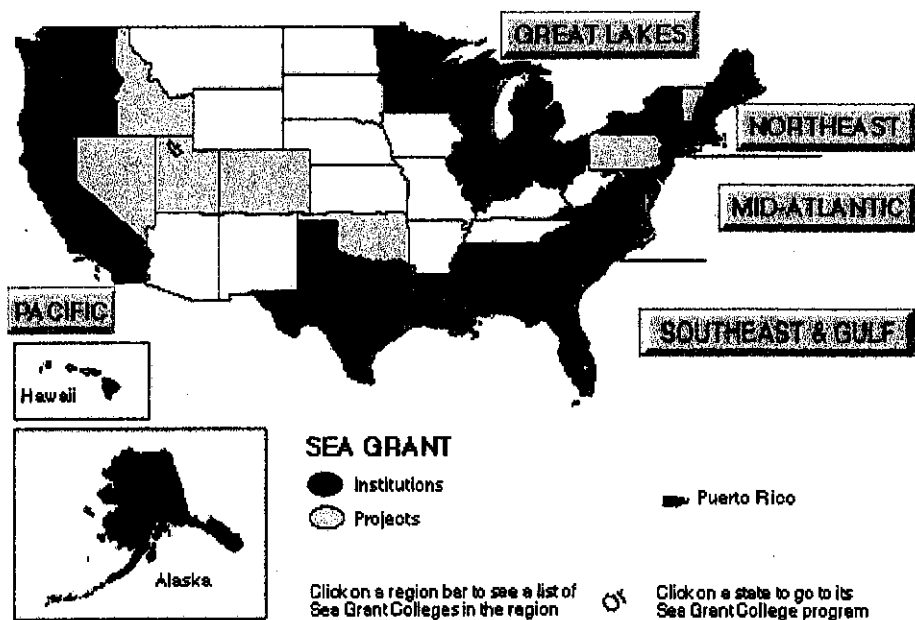 GREAT LAKES
NORTHEAST
MID-ATLANTIC
PACIFIC
SOUTHEAST & GULF
Hawaii
SEA GRANT
Institutions
Projects
Puerto Rico
Alaska
Click on a region bar to see a list of
Sea Grant Colleges in the region
Or
Click on a state to go to its
Sea Grant College program